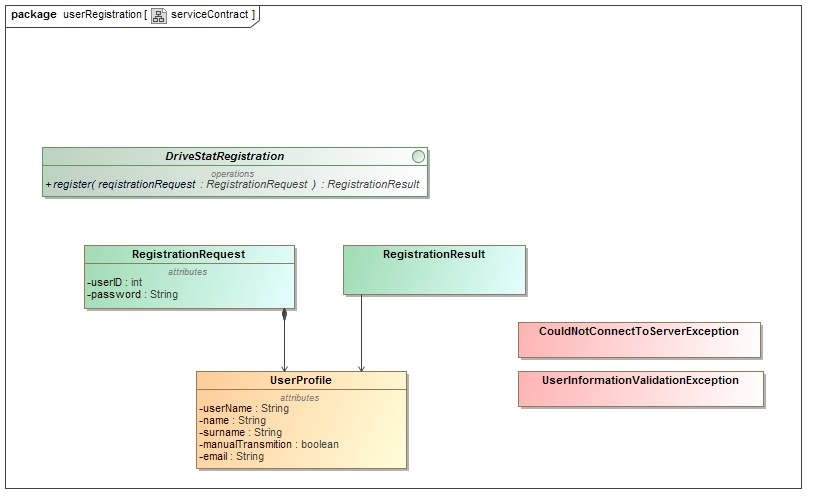 package userRegistration [ serviceContract ]
DriveStatRegistration
operations
+register( registrationRequest : RegistrationRequest ) : RegistrationResult
RegistrationRequest
attributes
-userID : int
-password : String
RegistrationResult
CouldNotConnectToServerException
UserInformationValidationException
UserProfile
attributes
-userName : String
-name : String
-surname : String
-manualTransmition : boolean
-email : String